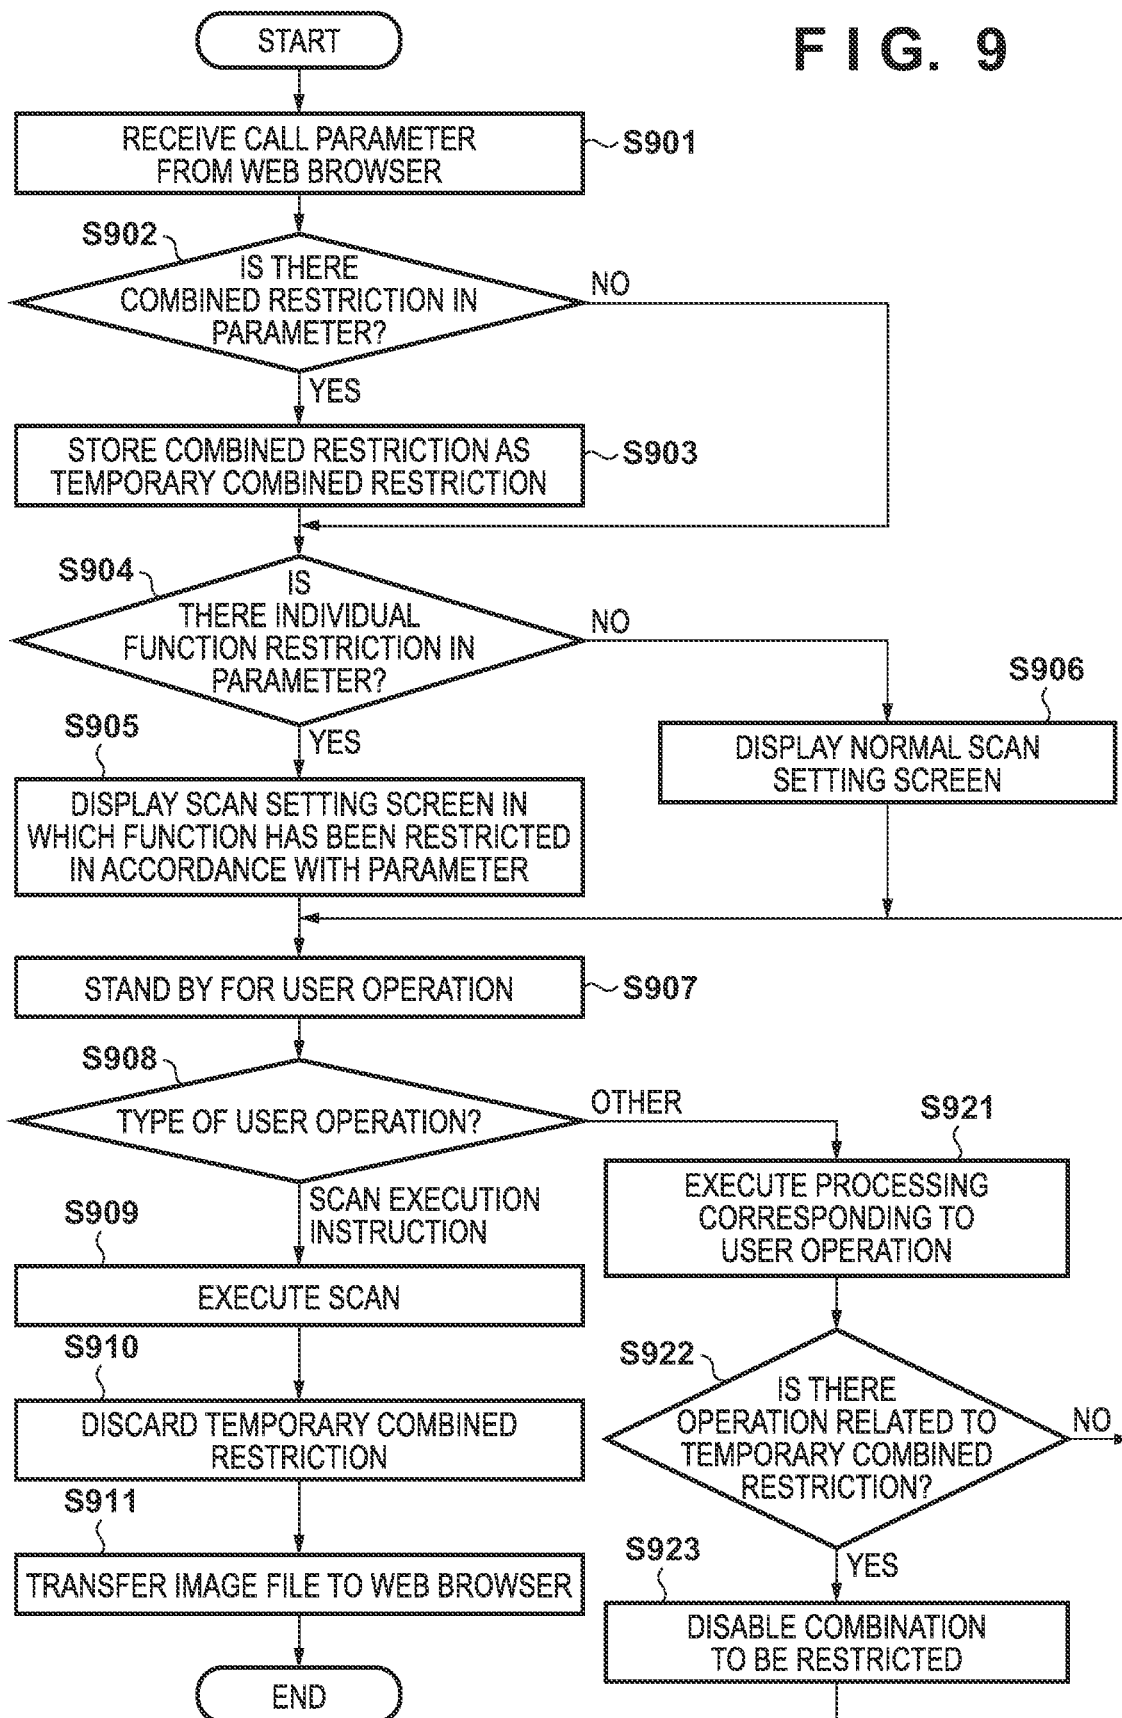 FIG. 9
START
RECEIVE CALL PARAMETER
FROM WEB BROWSER
S901
S902
IS THERE
COMBINED RESTRICTION IN
PARAMETER?
NO
YES
STORE COMBINED RESTRICTION AS
TEMPORARY COMBINED RESTRICTION
S903
S904
IS
THERE INDIVIDUAL
FUNCTION RESTRICTION IN
PARAMETER?
NO
YES
S905
DISPLAY SCAN SETTING SCREEN IN
WHICH FUNCTION HAS BEEN RESTRICTED
IN ACCORDANCE WITH PARAMETER
S906
DISPLAY NORMAL SCAN
SETTING SCREEN
STAND BY FOR USER OPERATION
S907
S908
TYPE OF USER OPERATION?
OTHER
SCAN EXECUTION
INSTRUCTION
S909
EXECUTE SCAN
S910
DISCARD TEMPORARY COMBINED
RESTRICTION
S911
TRANSFER IMAGE FILE TO WEB BROWSER
END
S921
EXECUTE PROCESSING
CORRESPONDING TO
USER OPERATION
S922
IS THERE
OPERATION RELATED TO
TEMPORARY COMBINED
RESTRICTION?
NO
YES
S923
DISABLE COMBINATION
TO BE RESTRICTED